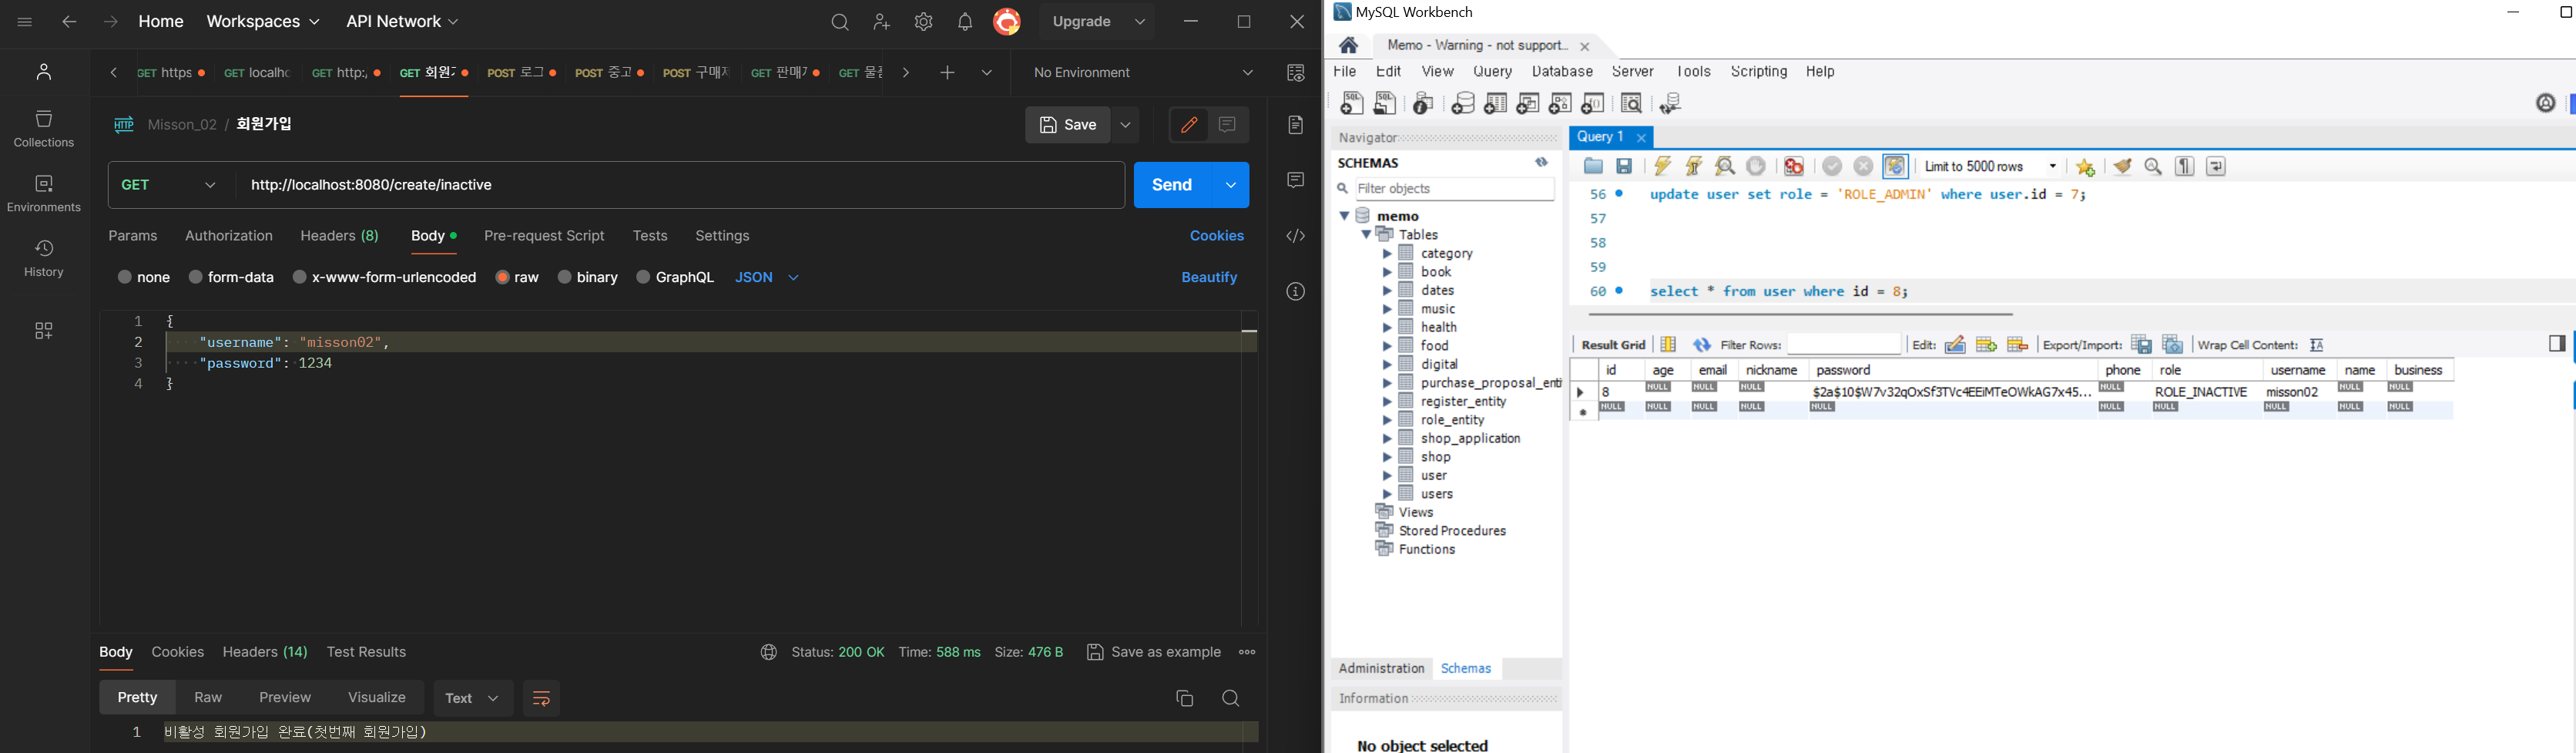 Home Workspaces API Network Upgrade
GET https GET localho GET http:/ GET 회원 POST 로그 POST 중고 POST 구매 GET 판매 GET 물 No Environment
Misson_02 / 회원가입 Save
Collections
GET http://localhost:8080/create/inactive Send
Environments
Params Authorization Headers (8) Body Pre-request Script Tests Settings Cookies
History
none form-data x-www-form-urlencoded raw binary GraphQL JSON Beautify
1 {
2 "username": "misson02",
3 "password": 1234
4 }
Body Cookies Headers (14) Test Results Status: 200 OK Time: 588 ms Size: 476 B Save as example
Pretty Raw Preview Visualize Text
1 비활성 회원가입 완료(첫번째 회원가입)
MySQL Workbench
Memo - Warning - not support...
File Edit View Query Database Server Tools Scripting Help
Navigator
SCHEMAS
Filter objects
memo
Tables
category
book
dates
music
health
food
digital
purchase_proposal_enti
register_entity
role_entity
shop_application
shop
user
users
Views
Stored Procedures
Functions
Administration Schemas
Information
No object selected
Query 1
Limit to 5000 rows
56 update user set role = 'ROLE_ADMIN' where user.id = 7;
57
58
59
60 select * from user where id = 8;
Result Grid Filter Rows: Edit: Export/Import: Wrap Cell Content:
id age email nickname password phone role username name business
8 NULL NULL NULL $2a$10$W7v32qOxSf3TVc4EEiMTeOWkAG7x45... NULL ROLE_INACTIVE misson02 NULL NULL
NULL NULL NULL NULL NULL NULL NULL NULL NULL NULL